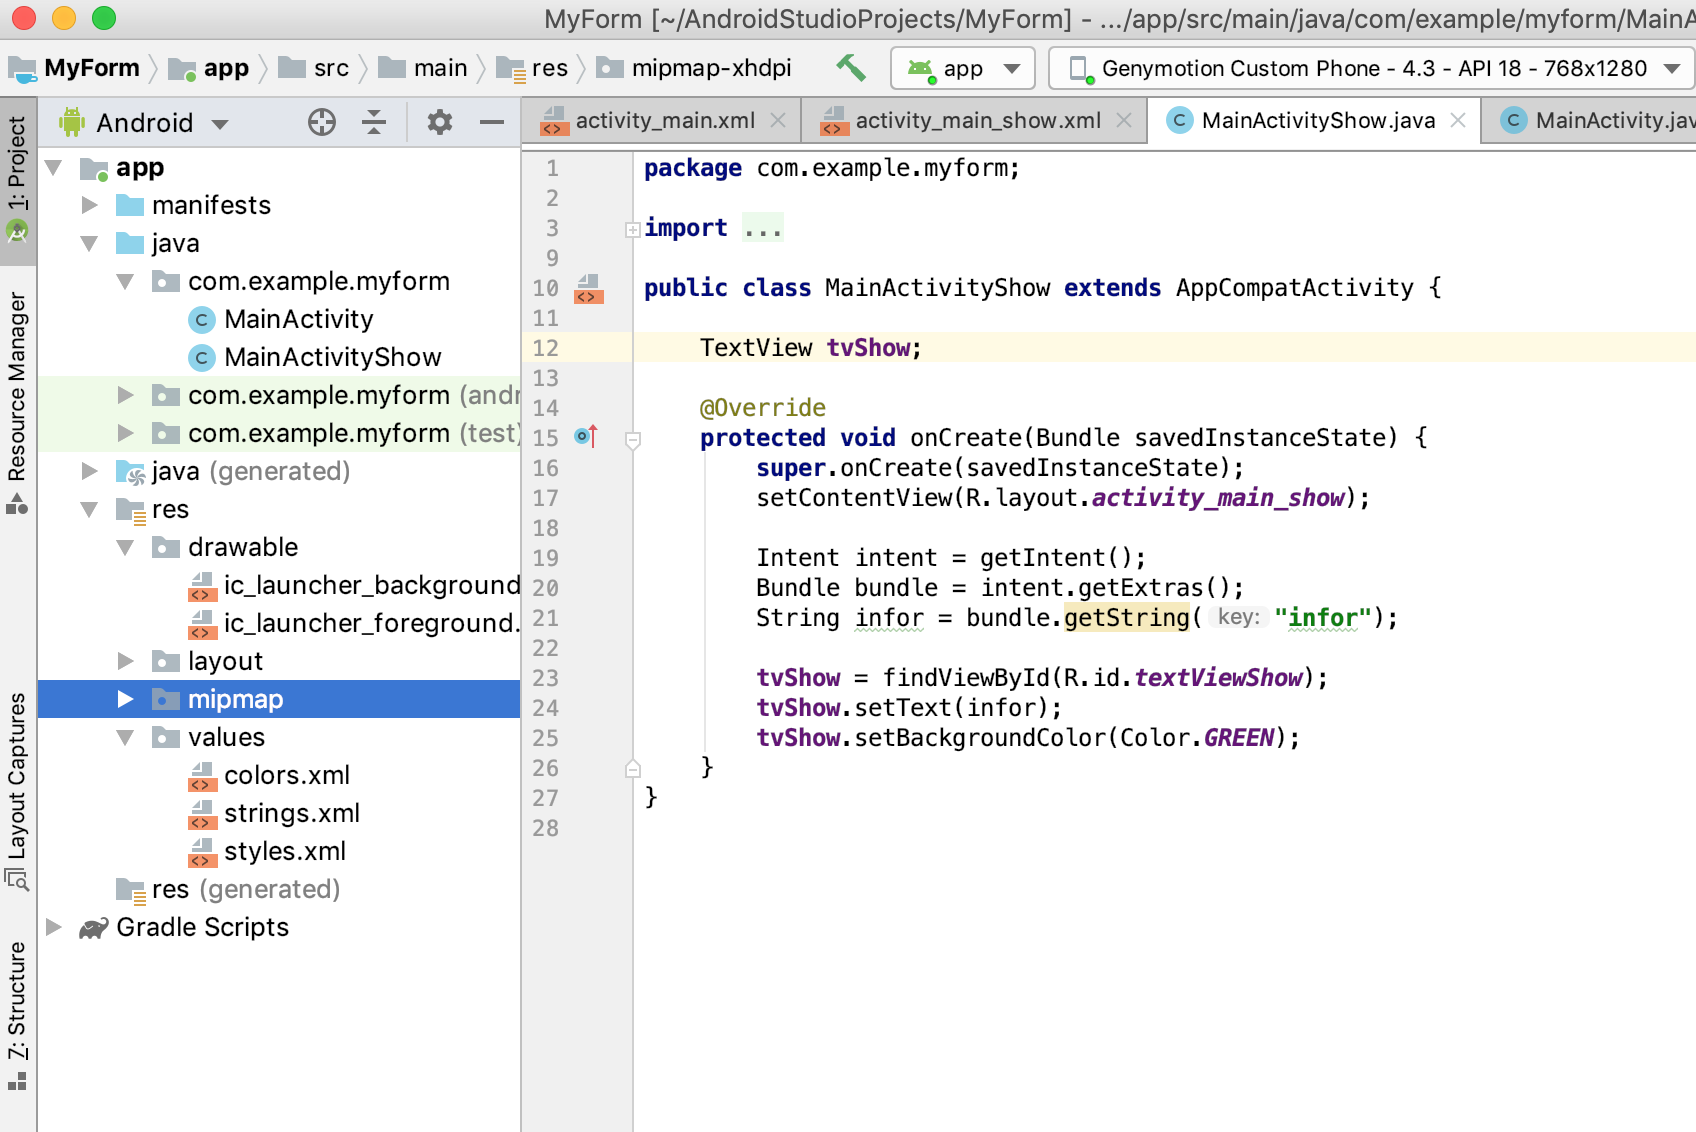 MyForm [~/AndroidStudioProjects/MyForm] - .../app/src/main/java/com/example/myform/MainA
MyForm app src main res mipmap-xhdpi app Genymotion Custom Phone - 4.3 - API 18 - 768x1280
Android
activity_main.xml activity_main_show.xml MainActivityShow.java MainActivity.jav
1: Project
Resource Manager
Layout Captures
7: Structure
app
manifests
java
com.example.myform
MainActivity
MainActivityShow
com.example.myform (andr
com.example.myform (test)
java (generated)
res
drawable
ic_launcher_background
ic_launcher_foreground.
layout
mipmap
values
colors.xml
strings.xml
styles.xml
res (generated)
Gradle Scripts
1 package com.example.myform;
2
3 import ...
9
10 public class MainActivityShow extends AppCompatActivity {
11
12 TextView tvShow;
13
14 @Override
15 protected void onCreate(Bundle savedInstanceState) {
16 super.onCreate(savedInstanceState);
17 setContentView(R.layout.activity_main_show);
18
19 Intent intent = getIntent();
20 Bundle bundle = intent.getExtras();
21 String infor = bundle.getString( key: "infor");
22
23 tvShow = findViewById(R.id.textViewShow);
24 tvShow.setText(infor);
25 tvShow.setBackgroundColor(Color.GREEN);
26 }
27 }
28